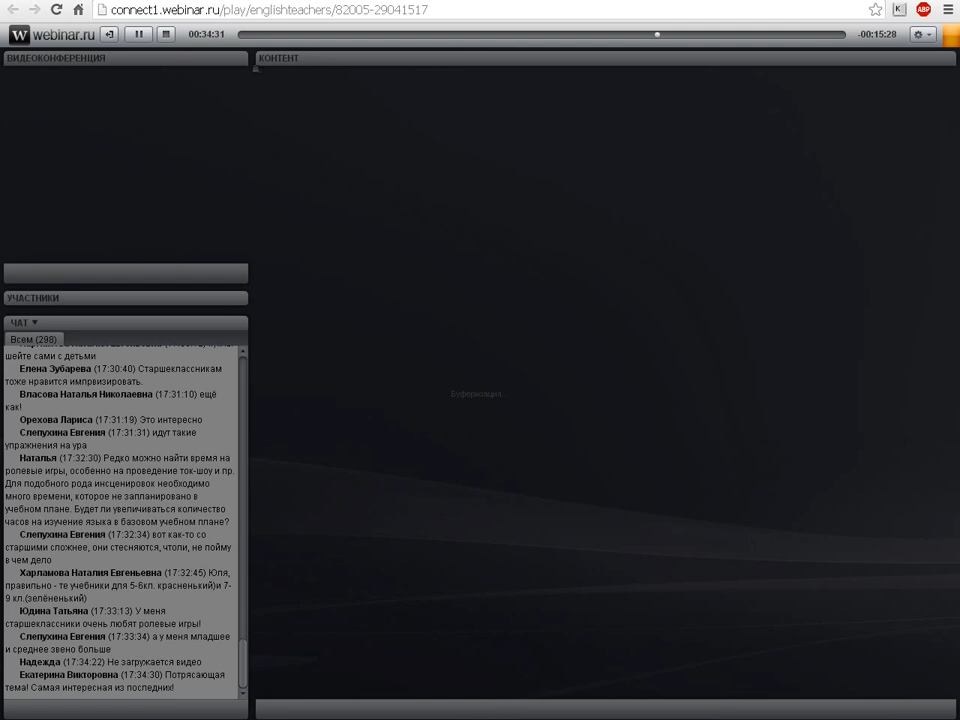 connect1.webinar.ru/play/englishteachers/82005-29041517
K
ABP
W webinar.ru
00:34:31
-00:15:28
ВИДЕОКОНФЕРЕНЦИЯ
КОНТЕНТ
УЧАСТНИКИ
ЧАТ
Всем (298)
шейте сами с детьми
Елена Зубарева (17:30:40) Старшеклассникам
тоже нравится импрвизировать.
Власова Наталья Николаевна (17:31:10) ещё
как!
Орехова Лариса (17:31:19) Это интересно
Слепухина Евгения (17:31:31) идут такие
упражнения на ура
Наталья (17:32:30) Редко можно найти время на
ролевые игры, особенно на проведение ток-шоу и пр.
Для подобного рода инсценировок необходимо
много времени, которое не запланировано в
учебном плане. Будет ли увеличиваться количество
часов на изучение языка в базовом учебном плане?
Слепухина Евгения (17:32:34) вот как-то со
старшими сложнее, они стесняются, чтоли, не пойму
в чем дело
Харламова Наталия Евгеньевна (17:32:45) Юля,
правильно - те учебники для 5-6кл. красненький)и 7-
9 кл.(зелёненький)
Юдина Татьяна (17:33:13) У меня
старшеклассники очень любят ролевые игры!
Слепухина Евгения (17:33:34) а у меня младшее
и среднее звено больше
Надежда (17:34:22) Не загружается видео
Екатерина Викторовна (17:34:30) Потрясающая
тема! Самая интересная из последних!
Буферизация...